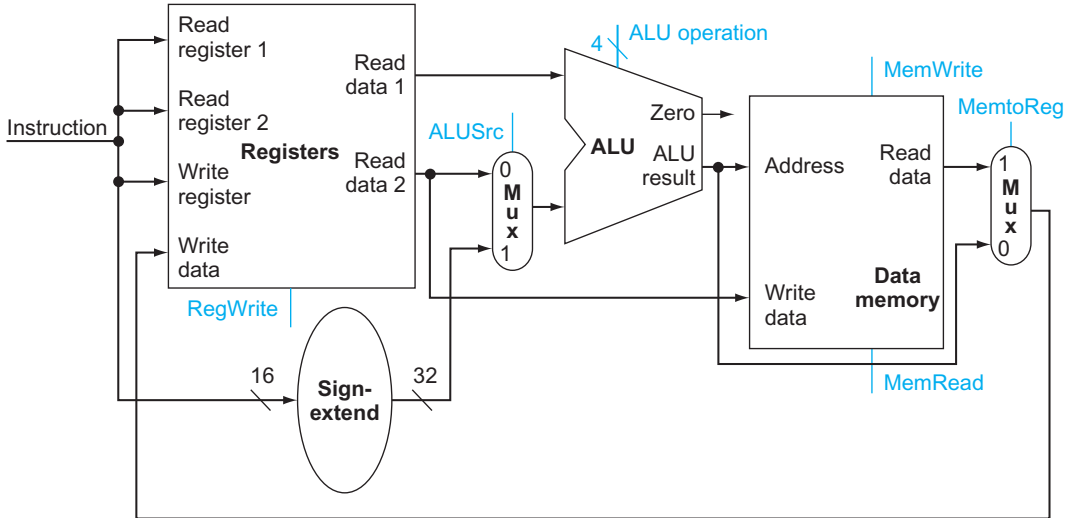 Instruction
Read
register 1
Read
register 2
Registers
Write
register
Write
data
Read
data 1
Read
data 2
RegWrite
16
Sign-
extend
32
ALUSrc
0
M
u
x
1
4
ALU operation
Zero
ALU
ALU
result
MemWrite
Address
Read
data
Write
data
Data
memory
MemRead
MemtoReg
1
M
u
x
0